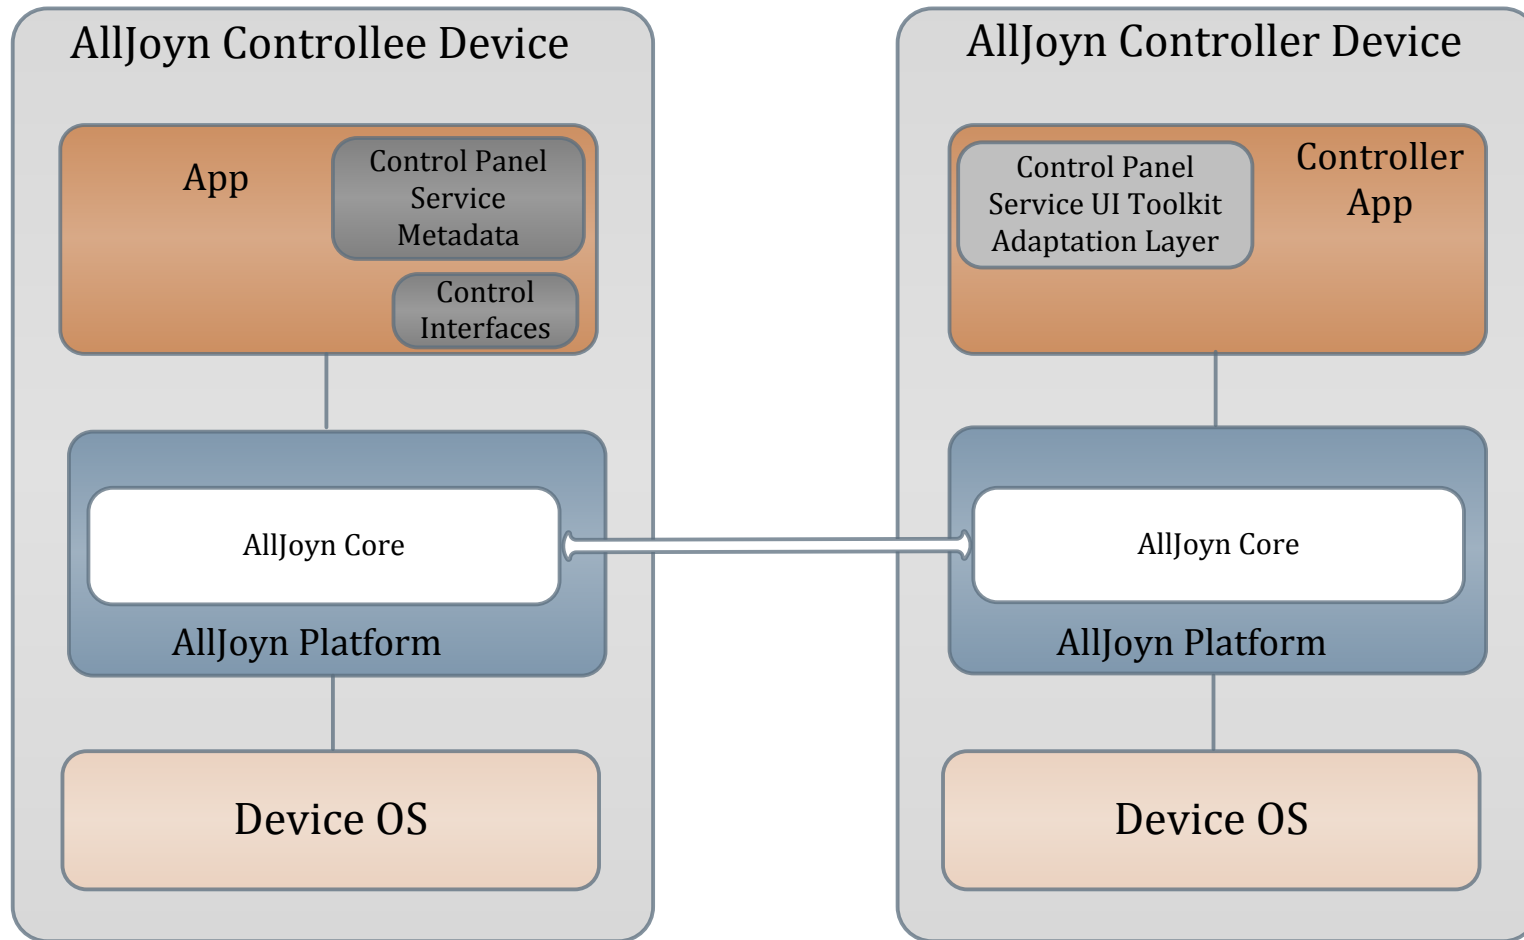 AllJoyn Controllee Device
App
Control Panel
Service
Metadata
Control
Interfaces
AllJoyn Core
AllJoyn Platform
Device OS
AllJoyn Controller Device
Control Panel
Service UI Toolkit
Adaptation Layer
Controller
App
AllJoyn Core
AllJoyn Platform
Device OS